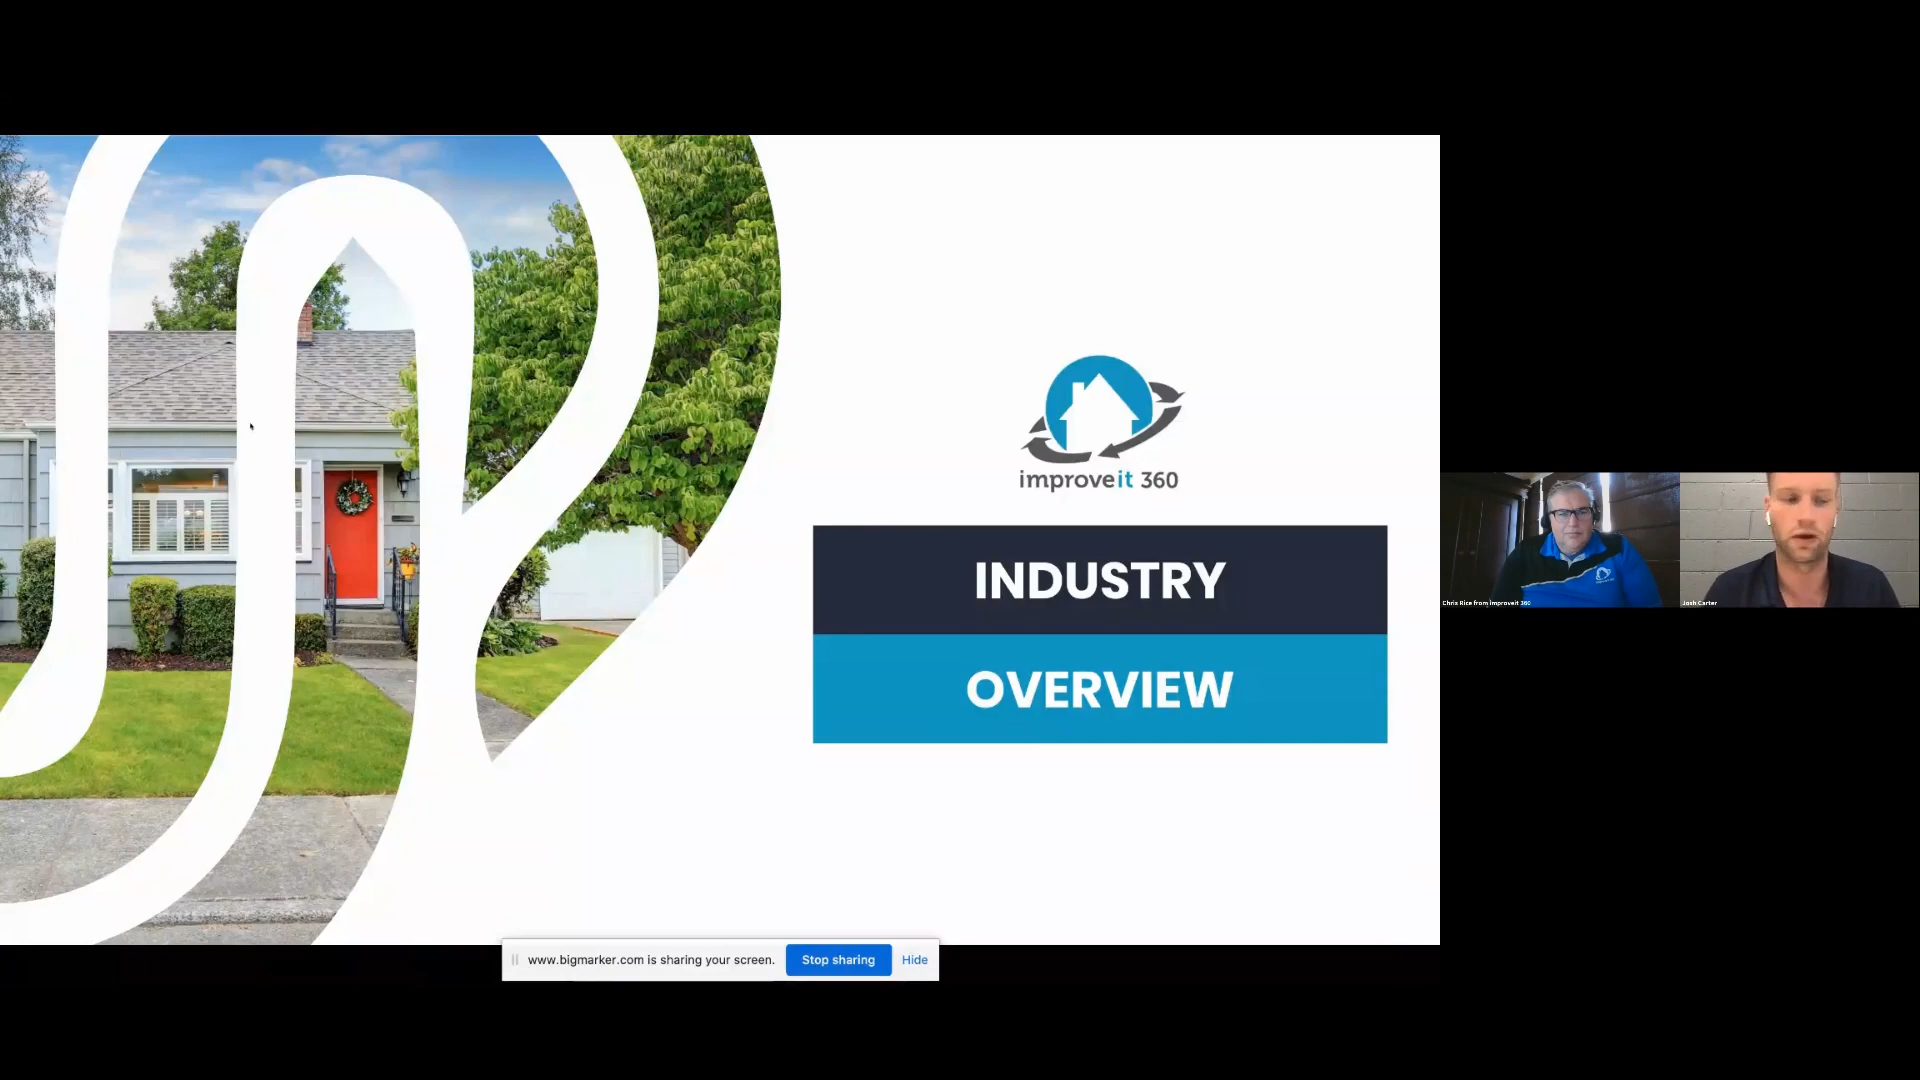 improveit 360
INDUSTRY
OVERVIEW
Chris Rice from improveit 360
Josh Carter
www.bigmarker.com is sharing your screen.
Stop sharing
Hide